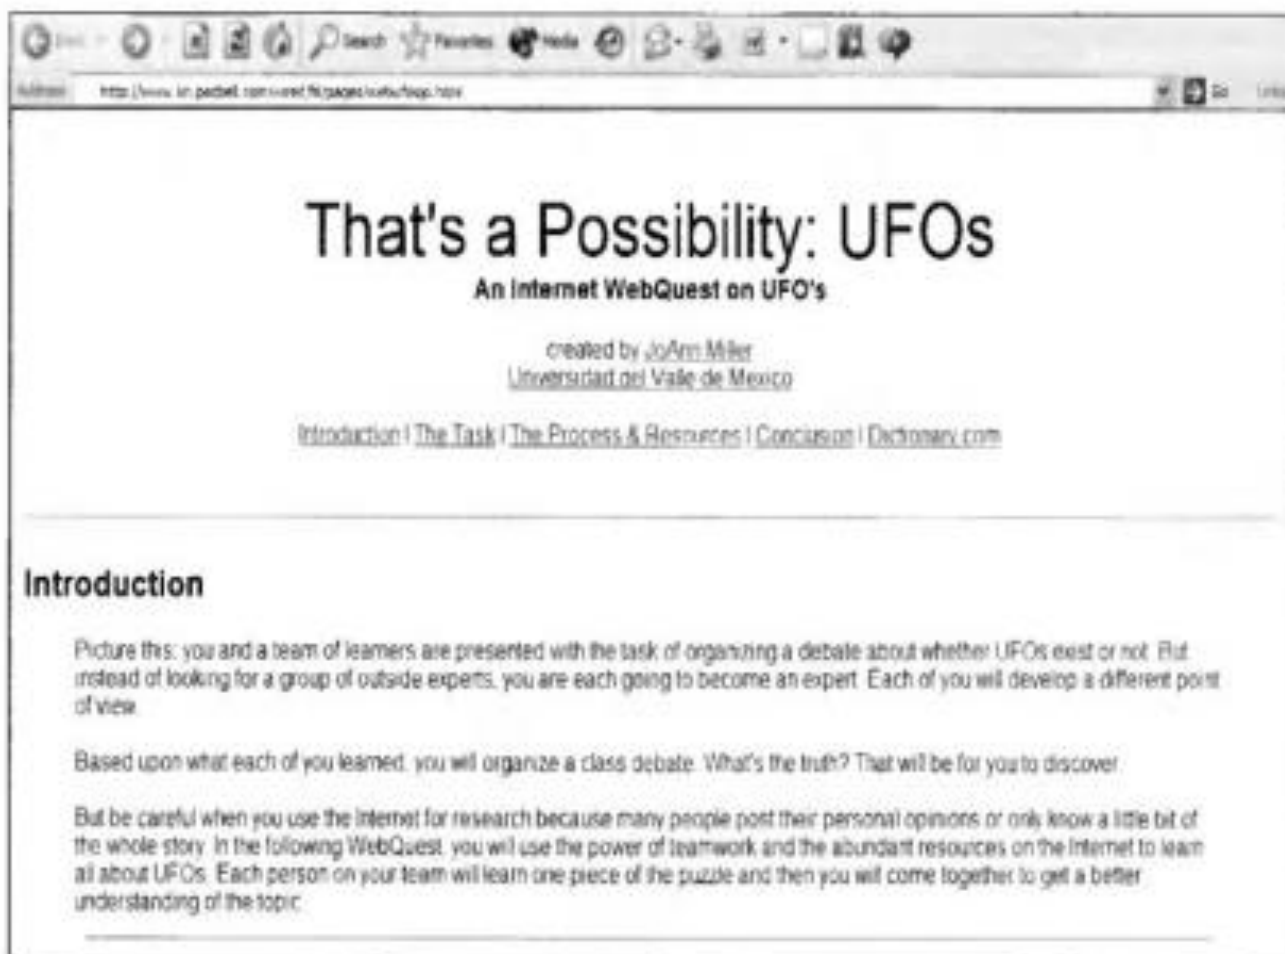 Search Favorites Media
Address
Go Links
That's a Possibility: UFOs
An Internet WebQuest on UFO's
created by JoAnn Miller
Universidad del Valle de Mexico
Introduction | The Task | The Process & Resources | Conclusion | Dictionary.com
Introduction
Picture this: you and a team of learners are presented with the task of organizing a debate about whether UFOs exist or not. But
instead of looking for a group of outside experts, you are each going to become an expert. Each of you will develop a different point
of view.
Based upon what each of you learned, you will organize a class debate. What's the truth? That will be for you to discover.
But be careful when you use the Internet for research because many people post their personal opinions or only know a little bit of
the whole story. In the following WebQuest, you will use the power of teamwork and the abundant resources on the Internet to learn
all about UFOs. Each person on your team will learn one piece of the puzzle and then you will come together to get a better
understanding of the topic.